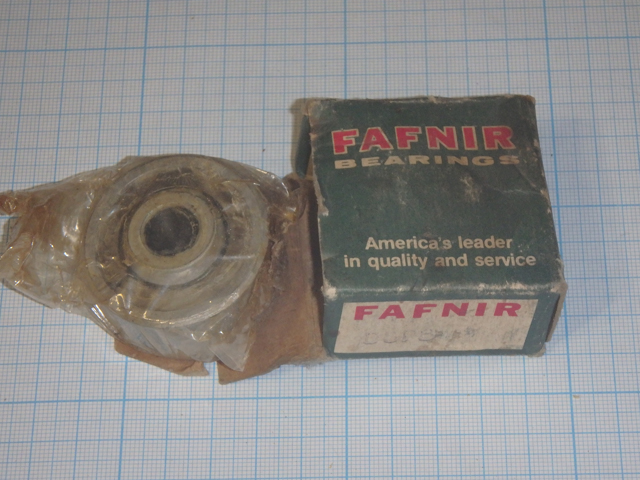 FAFNIR
BEARINGS
America's leader
in quality and service
FAFNIR